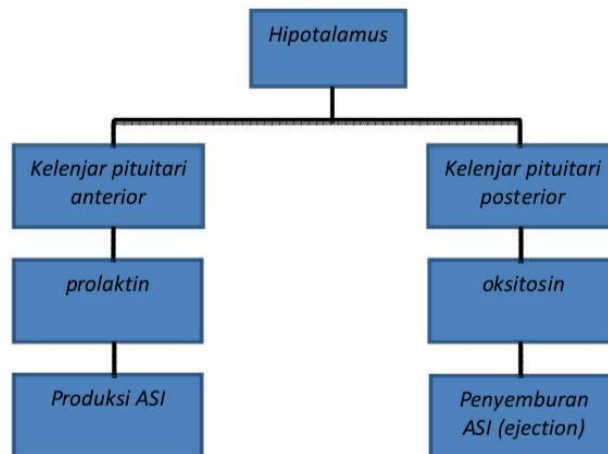 Hipotalamus
Kelenjar pituitari
anterior
Kelenjar pituitari
posterior
prolaktin
oksitosin
Produksi ASI
Penyemburan
ASI (ejection)